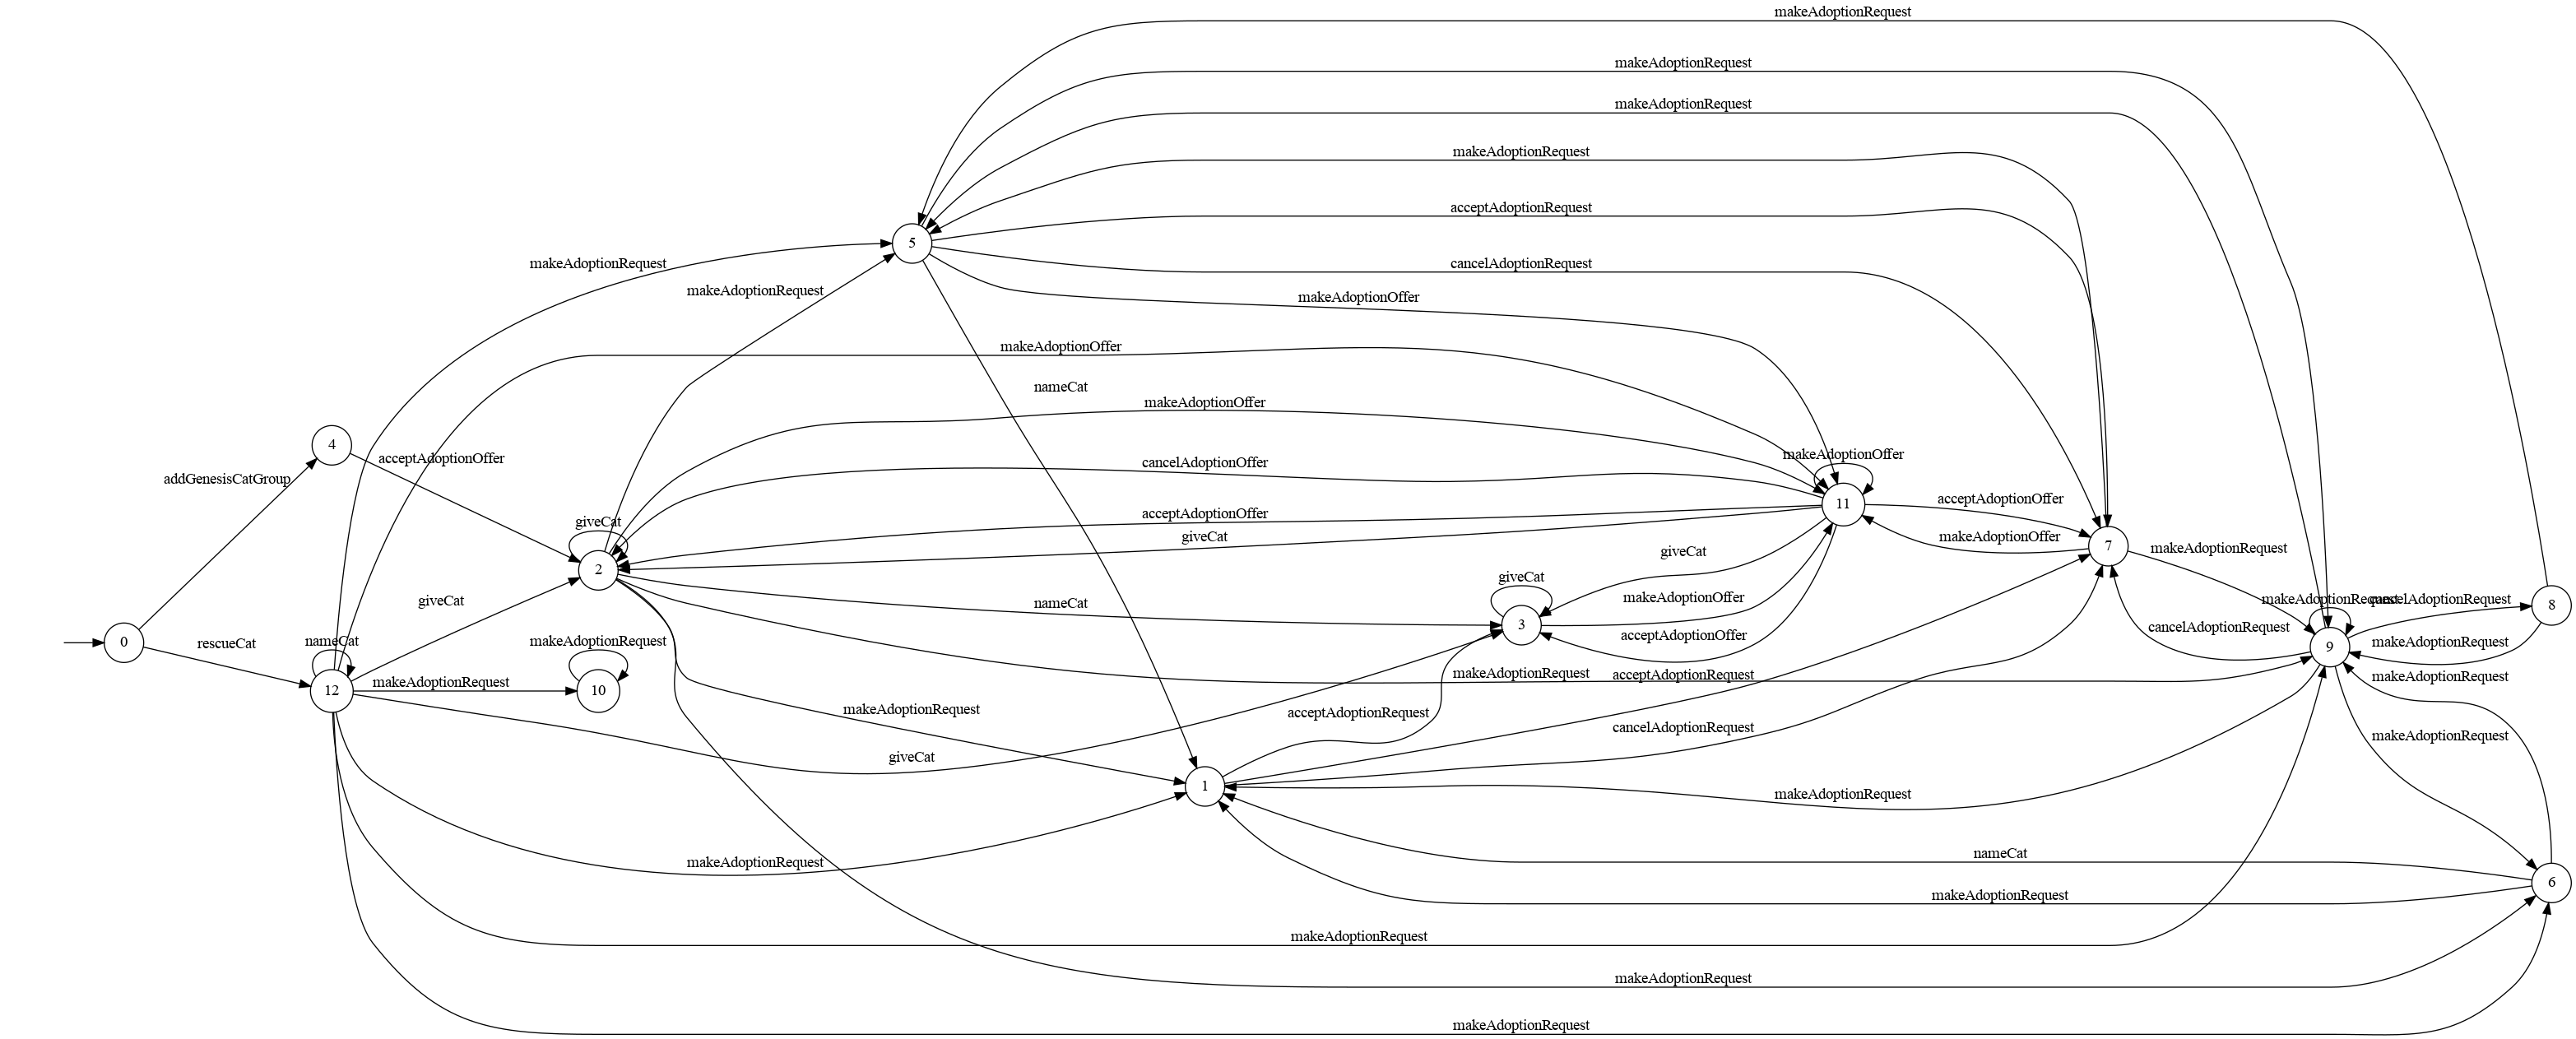 makeAdoptionRequest
makeAdoptionRequest
makeAdoptionRequest
makeAdoptionRequest
acceptAdoptionRequest
5
makeAdoptionRequest
cancelAdoptionRequest
makeAdoptionRequest
makeAdoptionOffer
makeAdoptionOffer
nameCat
makeAdoptionOffer
4
acceptAdoptionOffer
cancelAdoptionOffer
makeAdoptionOffer
addGenesisCatGroup
11
acceptAdoptionOffer
acceptAdoptionOffer
giveCat
giveCat
makeAdoptionOffer
7
makeAdoptionRequest
giveCat
2
giveCat
giveCat
nameCat
makeAdoptionOffer
makeAdoptionRequest
cancelAdoptionRequest
8
giveCat
3
acceptAdoptionOffer
cancelAdoptionRequest
makeAdoptionRequest
0
rescueCat
nameCat
makeAdoptionRequest
9
12
makeAdoptionRequest
10
makeAdoptionRequest
acceptAdoptionRequest
makeAdoptionRequest
makeAdoptionRequest
acceptAdoptionRequest
cancelAdoptionRequest
makeAdoptionRequest
giveCat
1
makeAdoptionRequest
makeAdoptionRequest
nameCat
6
makeAdoptionRequest
makeAdoptionRequest
makeAdoptionRequest
makeAdoptionRequest